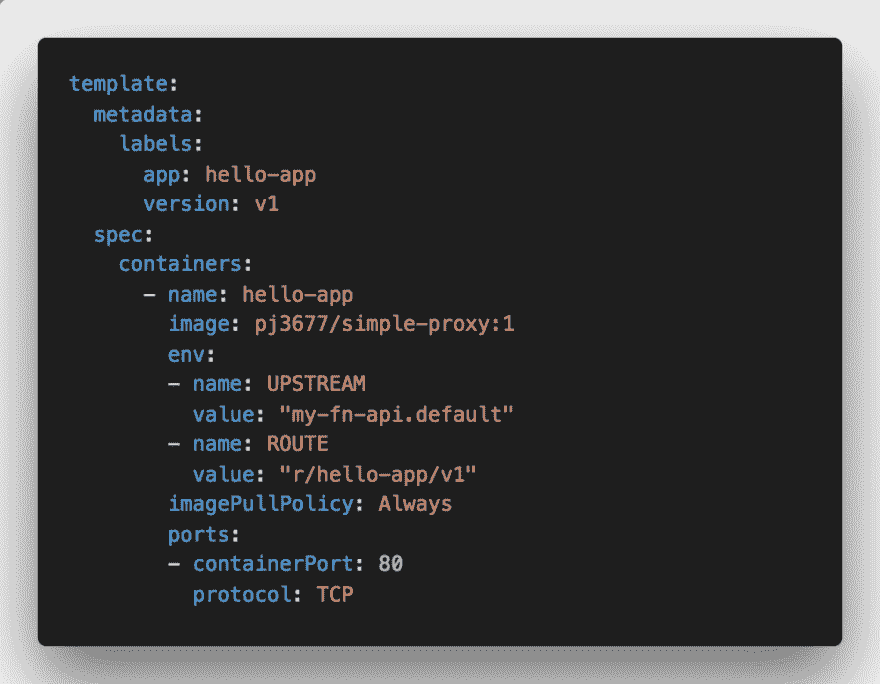 template:
  metadata:
    labels:
      app: hello-app
      version: v1
  spec:
    containers:
      - name: hello-app
        image: pj3677/simple-proxy:1
        env:
        - name: UPSTREAM
          value: "my-fn-api.default"
        - name: ROUTE
          value: "r/hello-app/v1"
        imagePullPolicy: Always
        ports:
        - containerPort: 80
          protocol: TCP